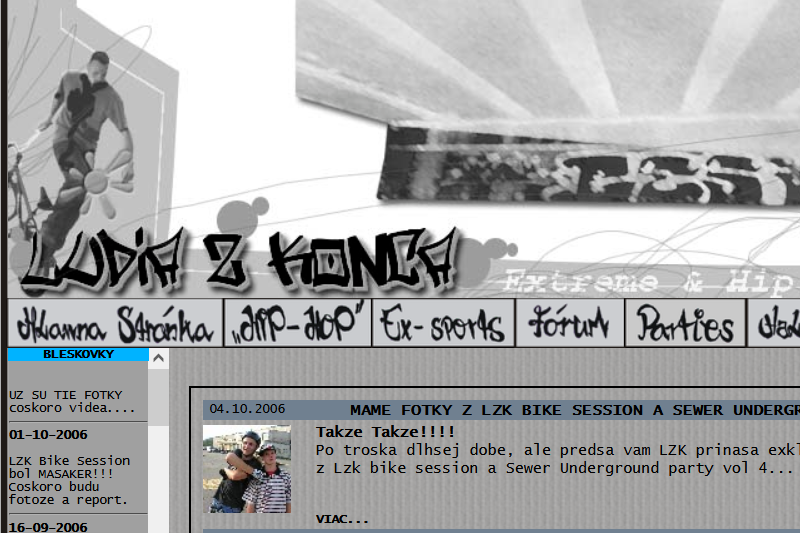 LUDIA Z KONCA
Extreme & Hip
Hlavna Stránka
"HIP-HOP"
Ex-sports
Fórum
Parties
BLESKOVKY
UZ SU TIE FOTKY
coskoro videa....
01-10-2006
LZK Bike Session
bol MASAKER!!!
Coskoro budu
fotoze a report.
16-09-2006
04.10.2006
MAME FOTKY Z LZK BIKE SESSION A SEWER UNDERGR
Takze Takze!!!!
Po troska dlhsej dobe, ale predsa vam LZK prinasa exkl
z Lzk bike session a Sewer Underground party vol 4...
VIAC...